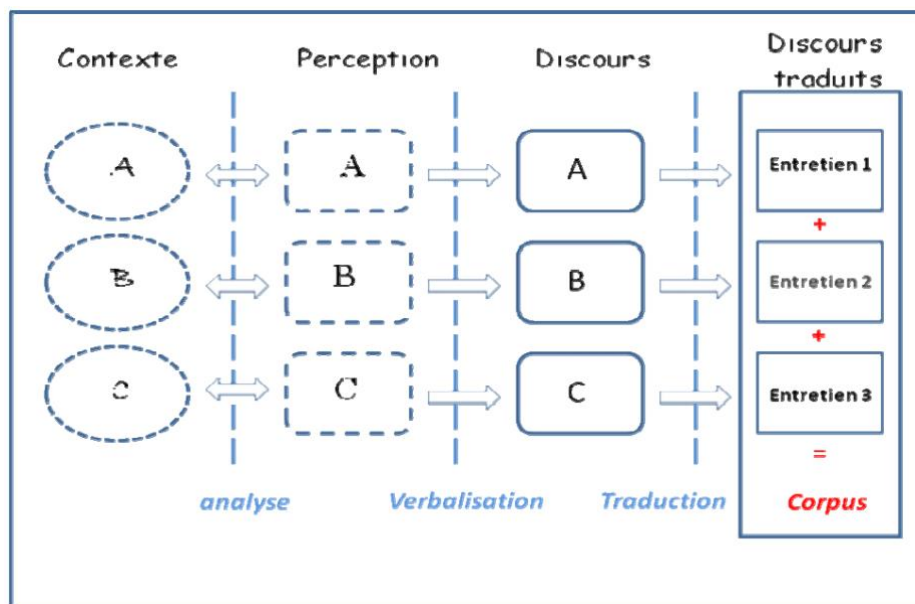 Contexte
Perception
Discours
Discours
traduits
A
A
A
Entretien 1
+
B
B
B
Entretien 2
+
C
C
C
Entretien 3
=
analyse
Verbalisation
Traduction
Corpus